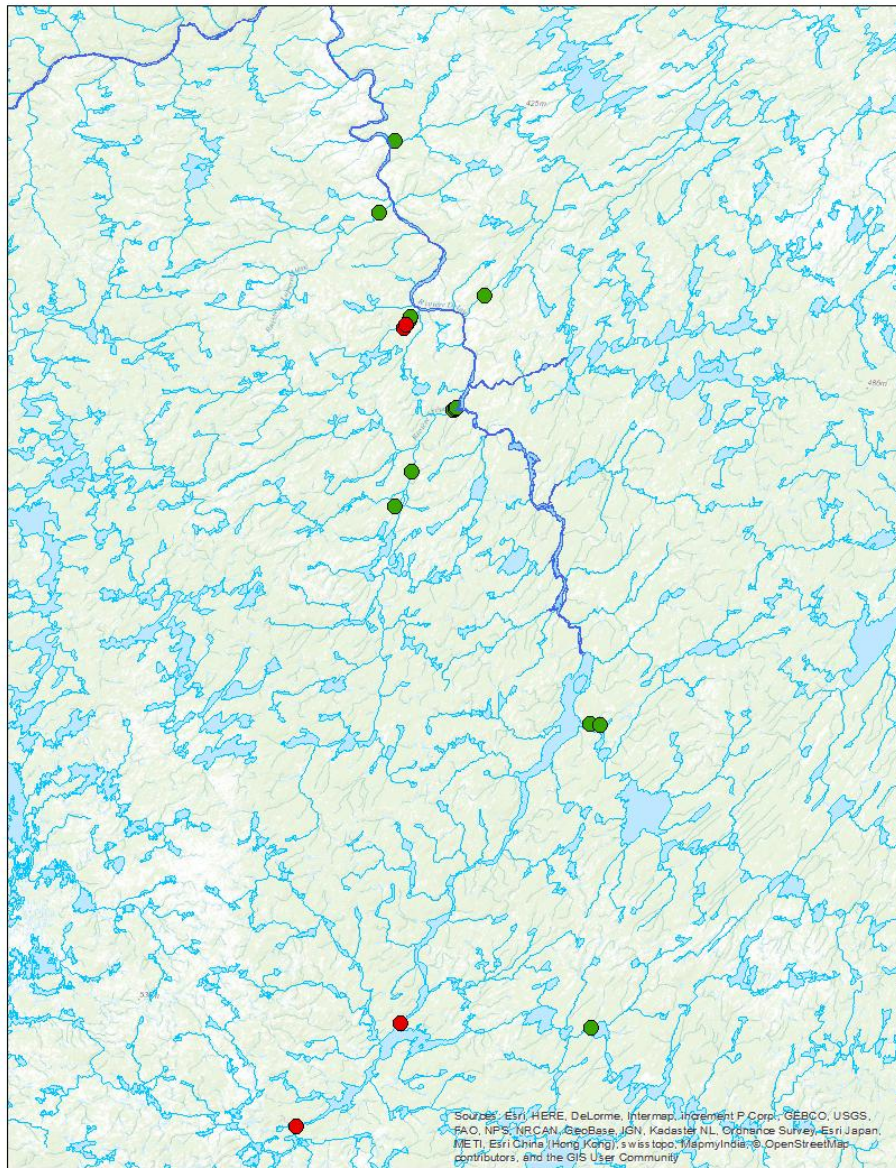 425m
486m
Sources: Esri, HERE, DeLorme, Intermap, increment P Corp., GEBCO, USGS,
FAO, NPS, NRCAN, GeoBase, IGN, Kadaster NL, Ordnance Survey, Esri Japan,
METI, Esri China (Hong Kong), swisstopo, MapmyIndia, © OpenStreetMap
contributors, and the GIS User Community